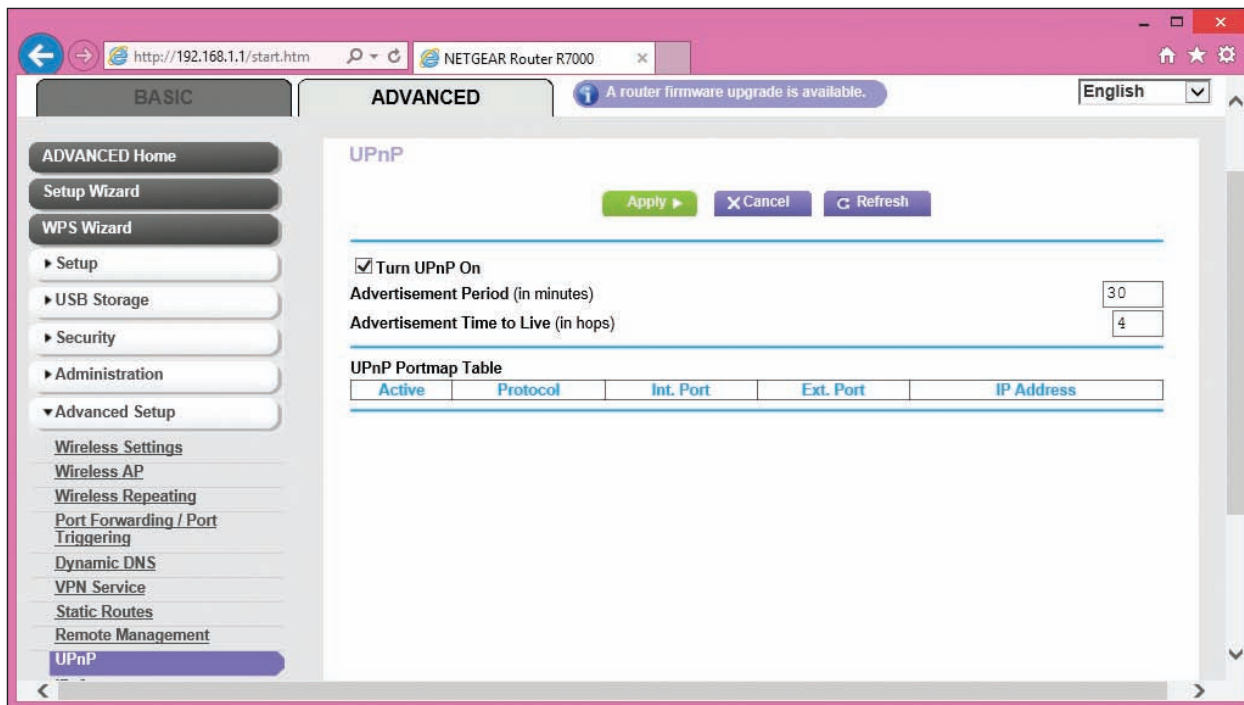 http://192.168.1.1/start.htm
NETGEAR Router R7000
BASIC
ADVANCED
A router firmware upgrade is available.
English
ADVANCED Home
Setup Wizard
WPS Wizard
Setup
USB Storage
Security
Administration
Advanced Setup
Wireless Settings
Wireless AP
Wireless Repeating
Port Forwarding / Port
Triggering
Dynamic DNS
VPN Service
Static Routes
Remote Management
UPnP
UPnP
Apply
Cancel
Refresh
Turn UPnP On
Advertisement Period (in minutes) 30
Advertisement Time to Live (in hops) 4
UPnP Portmap Table
Active Protocol Int. Port Ext. Port IP Address